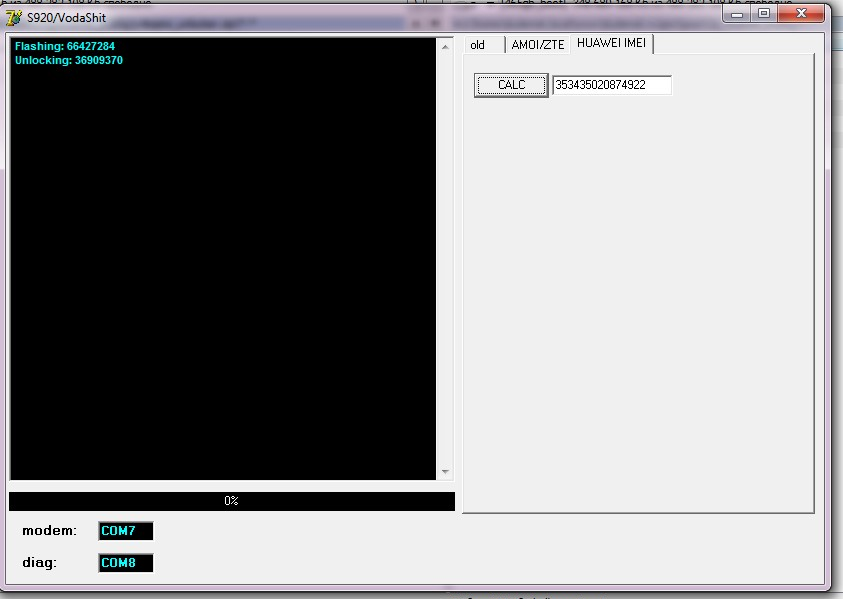 S920/VodaShit
Flashing: 66427284
Unlocking: 36909370
old
AMOI/ZTE
HUAWEI IMEI
CALC
353435020874922
0%
modem:
COM7
diag:
COM8